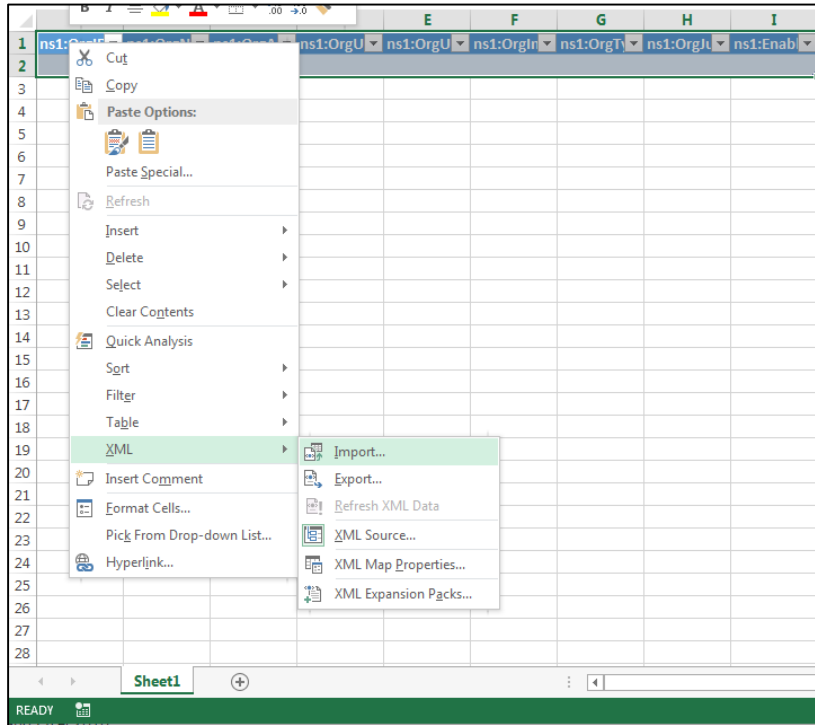 B I A .00 →.0
E F G H I
1 ns1:OrgU ns1:OrgU ns1:OrgIn ns1:OrgTy ns1:OrgJu ns1:Enabl
2
3
4
5
6
7
8
9
10
11
12
13
14
15
16
17
18
19
20
21
22
23
24
25
26
27
28
Cut
Copy
Paste Options:
Paste Special...
Refresh
Insert
Delete
Select
Clear Contents
Quick Analysis
Sort
Filter
Table
XML
Insert Comment
Format Cells...
Pick From Drop-down List...
Hyperlink...
Import...
Export...
Refresh XML Data
XML Source...
XML Map Properties...
XML Expansion Packs...
Sheet1
READY